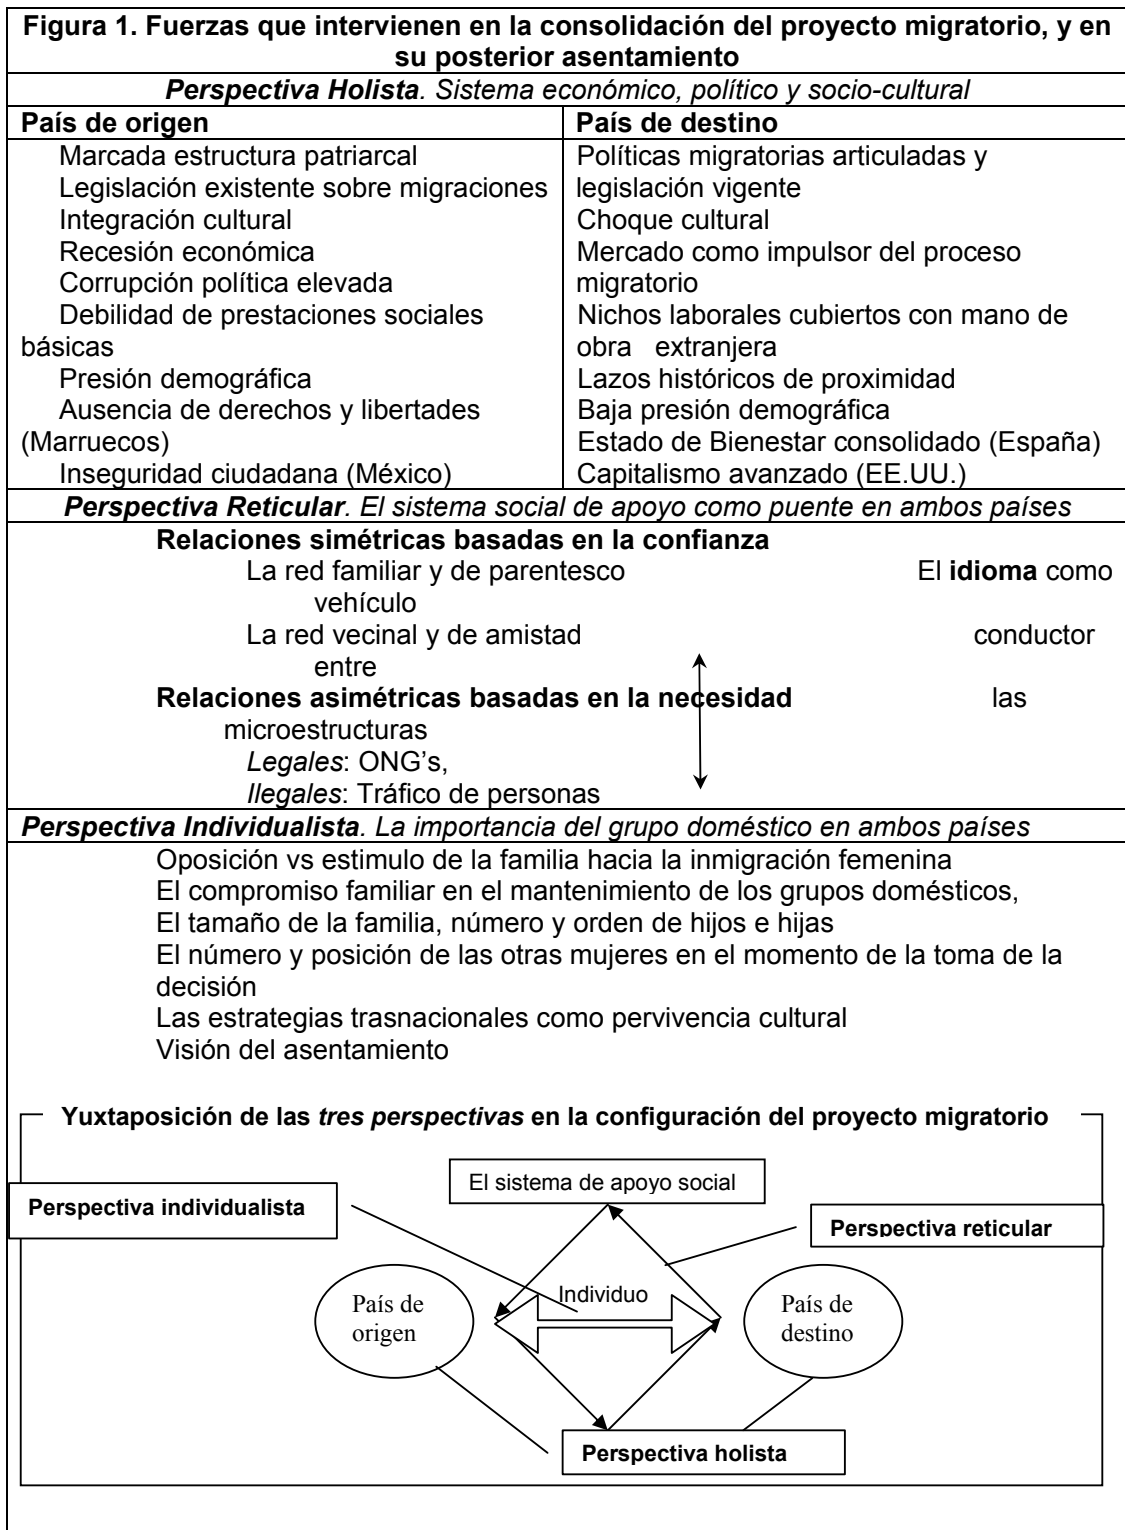 Figura 1. Fuerzas que intervienen en la consolidación del proyecto migratorio, y en
su posterior asentamiento
Perspectiva Holista. Sistema económico, político y socio-cultural
País de origen
Marcada estructura patriarcal
Legislación existente sobre migraciones
Integración cultural
Recesión económica
Corrupción política elevada
Debilidad de prestaciones sociales
básicas
Presión demográfica
Ausencia de derechos y libertades
(Marruecos)
Inseguridad ciudadana (México)
País de destino
Políticas migratorias articuladas y
legislación vigente
Choque cultural
Mercado como impulsor del proceso
migratorio
Nichos laborales cubiertos con mano de
obra extranjera
Lazos históricos de proximidad
Baja presión demográfica
Estado de Bienestar consolidado (España)
Capitalismo avanzado (EE.UU.)
Perspectiva Reticular. El sistema social de apoyo como puente en ambos países
Relaciones simétricas basadas en la confianza
La red familiar y de parentesco El idioma como
vehículo
La red vecinal y de amistad conductor
entre
Relaciones asimétricas basadas en la necesidad las
microestructuras
Legales: ONG's,
Ilegales: Tráfico de personas
Perspectiva Individualista. La importancia del grupo doméstico en ambos países
Oposición vs estimulo de la familia hacia la inmigración femenina
El compromiso familiar en el mantenimiento de los grupos domésticos,
El tamaño de la familia, número y orden de hijos e hijas
El número y posición de las otras mujeres en el momento de la toma de la
decisión
Las estrategias trasnacionales como pervivencia cultural
Visión del asentamiento
Yuxtaposición de las tres perspectivas en la configuración del proyecto migratorio
El sistema de apoyo social
Perspectiva individualista
Perspectiva reticular
Individuo
País de
origen
País de
destino
Perspectiva holista